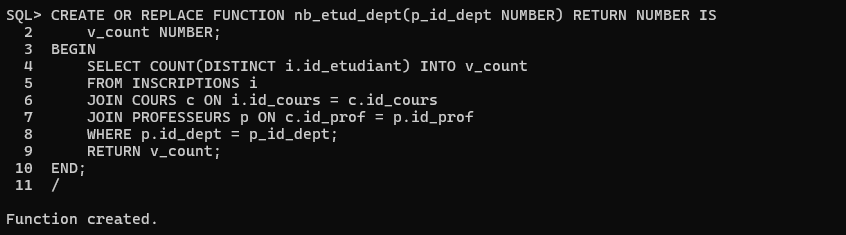 SQL> CREATE OR REPLACE FUNCTION nb_etud_dept(p_id_dept NUMBER) RETURN NUMBER IS
  2      v_count NUMBER;
  3  BEGIN
  4      SELECT COUNT(DISTINCT i.id_etudiant) INTO v_count
  5      FROM INSCRIPTIONS i
  6      JOIN COURS c ON i.id_cours = c.id_cours
  7      JOIN PROFESSEURS p ON c.id_prof = p.id_prof
  8      WHERE p.id_dept = p_id_dept;
  9      RETURN v_count;
 10  END;
 11  /
Function created.